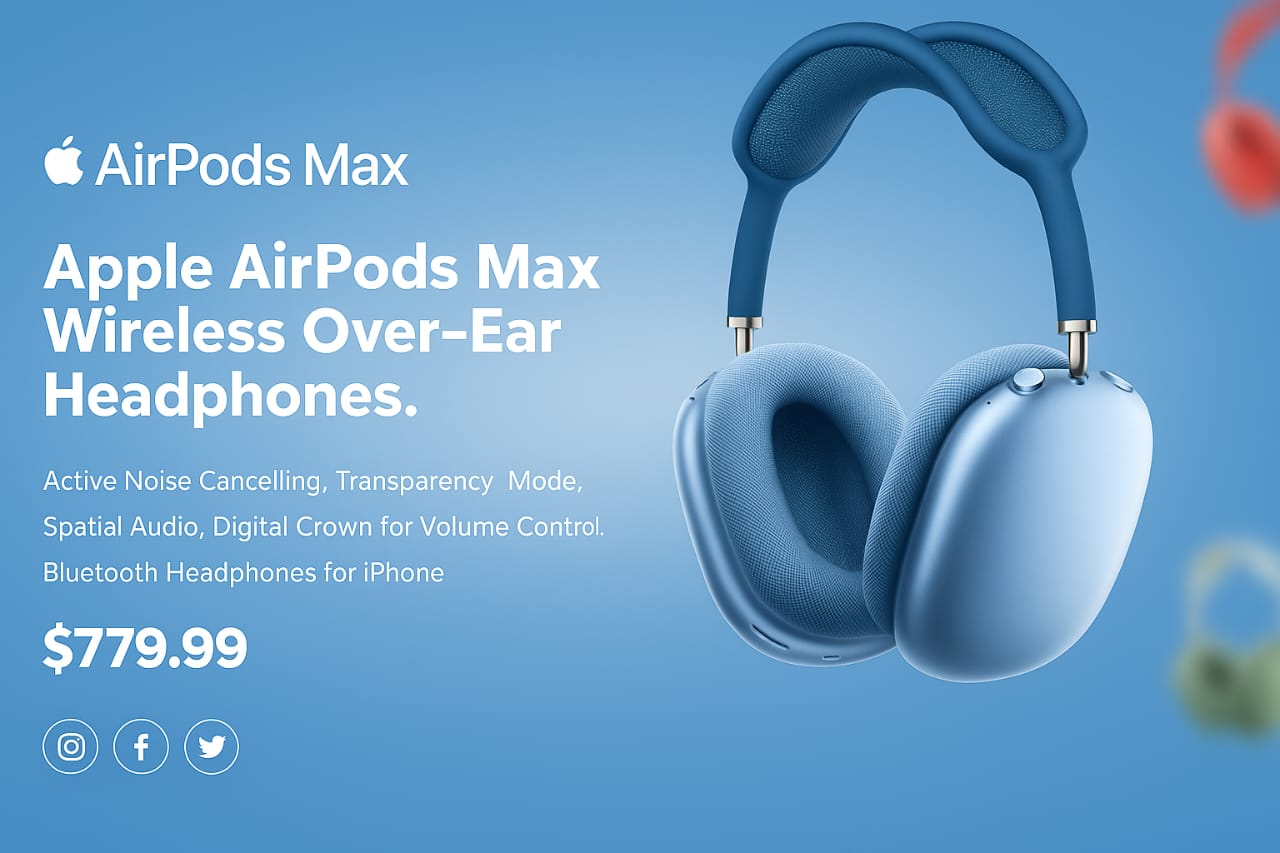 AirPods Max
Apple AirPods Max
Wireless Over-Ear
Headphones.
Active Noise Cancelling, Transparency Mode,
Spatial Audio, Digital Crown for Volume Control.
Bluetooth Headphones for iPhone
$779.99